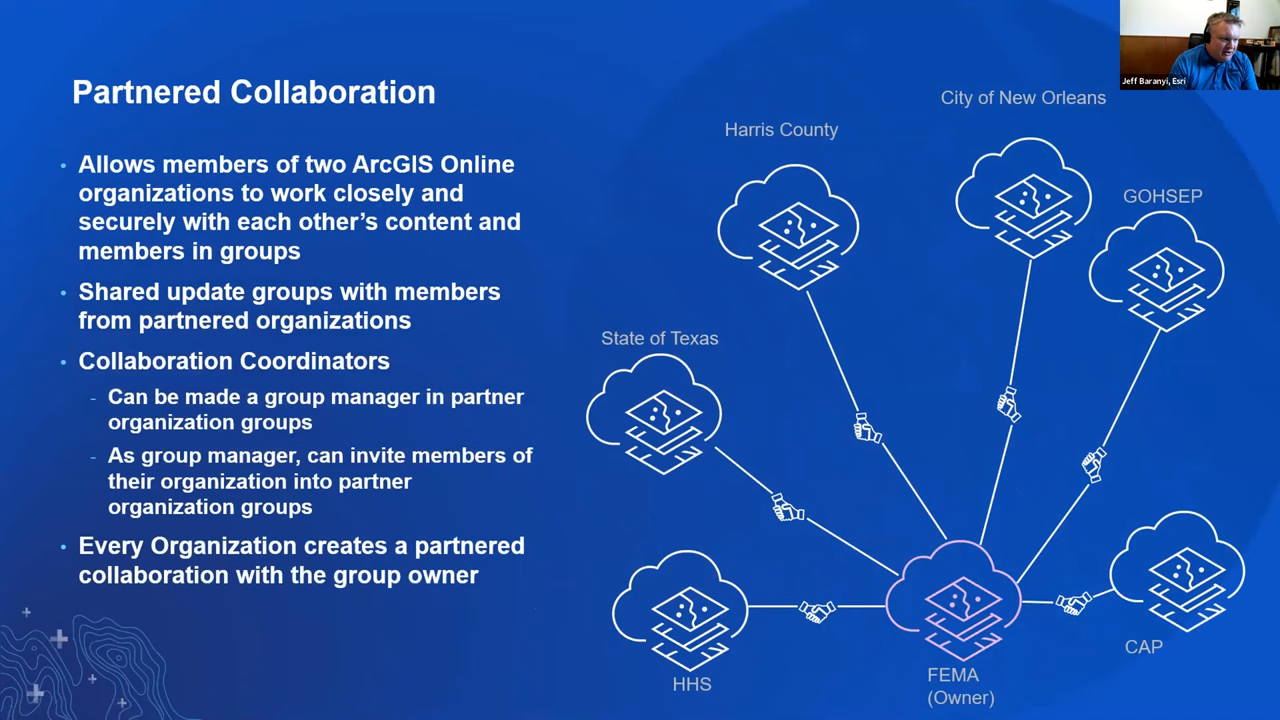 Partnered Collaboration
• Allows members of two ArcGIS Online
organizations to work closely and
securely with each other's content and
members in groups
• Shared update groups with members
from partnered organizations
• Collaboration Coordinators
- Can be made a group manager in partner
organization groups
- As group manager, can invite members of
their organization into partner
organization groups
• Every Organization creates a partnered
collaboration with the group owner
Jeff Baranyi, Esri
City of New Orleans
Harris County
GOHSEP
State of Texas
CAP
HHS
FEMA
(Owner)